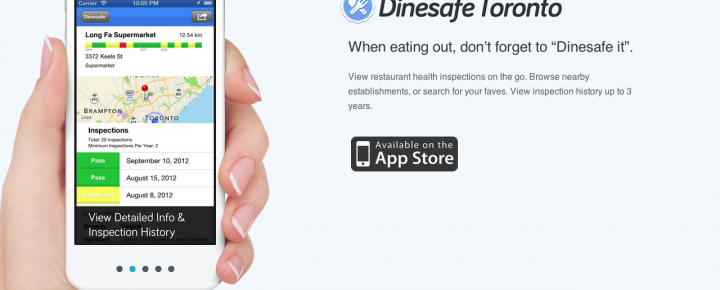 Carrier 10:50 PM
Dinesafe
Long Fa Supermarket 12.54 km
3372 Keele St
Supermarket
BRAMPTON
TORONTO
Inspections
Total: 20 inspections
Minimum Inspections Per Year: 2
Pass September 10, 2012
Pass August 15, 2012
August 8, 2012
View Detailed Info &
Inspection History
Dinesafe Toronto
When eating out, don’t forget to “Dinesafe it”.
View restaurant health inspections on the go. Browse nearby
establishments, or search for your faves. View inspection history up to 3
years.
Available on the
App Store